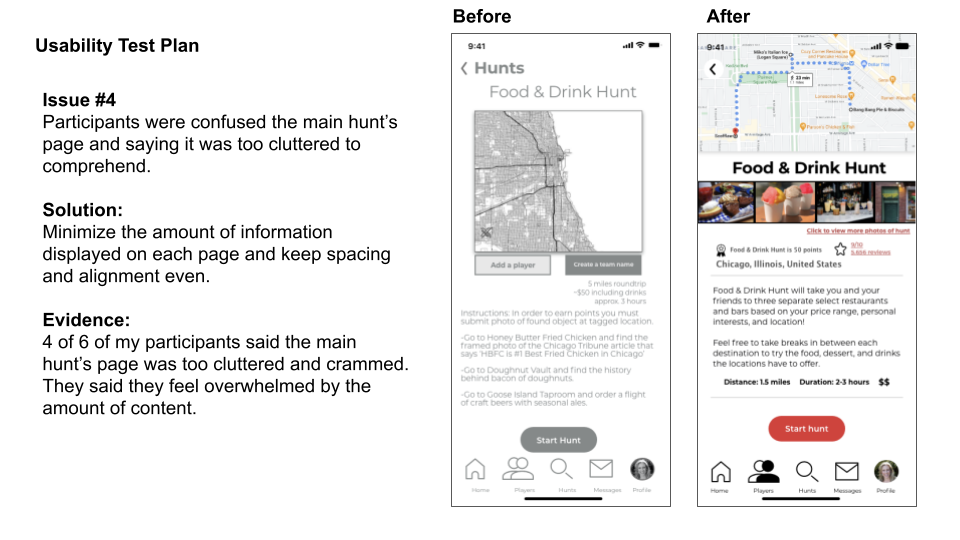 Before
After
Usability Test Plan
Issue #4
Participants were confused the main hunt's
page and saying it was too cluttered to
comprehend.
Solution:
Minimize the amount of information
displayed on each page and keep spacing
and alignment even.
Evidence:
4 of 6 of my participants said the main
hunt's page was too cluttered and crammed.
They said they feel overwhelmed by the
amount of content.
9:41
Hunts
Food & Drink Hunt
Add a player
Create a team name
5 miles roundtrip
~$50 including drinks
approx. 3 hours
Instructions: In order to earn points you must
submit photo of found object at tagged location.
-Go to Honey Butter Fried Chicken and find the
framed photo of the Chicago Tribune article that
says 'HBFC is #1 Best Fried Chicken in Chicago'
-Go to Doughnut Vault and find the history
behind bacon of doughnuts.
-Go to Goose Island Taproom and order a flight
of craft beers with seasonal ales.
Start Hunt
Home
Players
Hunts
Messages
Profile
9:41
Mike's Italian Ice
(Logan Square)
Dollar Tree
23 min
Bang Bang Pie & Biscuits
Food & Drink Hunt
Click to view more photos of hunt
Food & Drink Hunt is 50 points
9/10
5,666 reviews
Chicago, Illinois, United States
Food & Drink Hunt will take you and your
friends to three separate select restaurants
and bars based on your price range, personal
interests, and location!
Feel free to take breaks in between each
destination to try the food, dessert, and drinks
the locations have to offer.
Distance: 1.5 miles Duration: 2-3 hours $$
Start hunt
Home
Players
Hunts
Messages
Profile